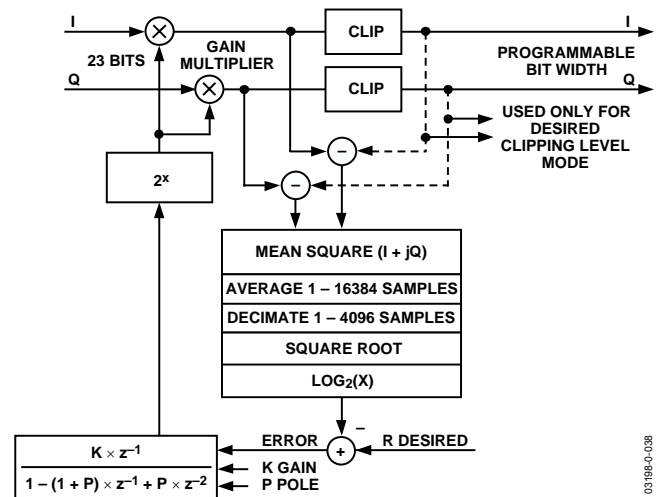 I
CLIP
I
23 BITS
GAIN
MULTIPLIER
PROGRAMMABLE
BIT WIDTH
Q
CLIP
Q
USED ONLY FOR
DESIRED
CLIPPING LEVEL
MODE
–
–
2^x
MEAN SQUARE (I + jQ)
AVERAGE 1 – 16384 SAMPLES
DECIMATE 1 – 4096 SAMPLES
SQUARE ROOT
LOG₂(X)
–
ERROR
+
R DESIRED
K × z⁻¹
1 – (1 + P) × z⁻¹ + P × z⁻²
K GAIN
P POLE
03198-0-038